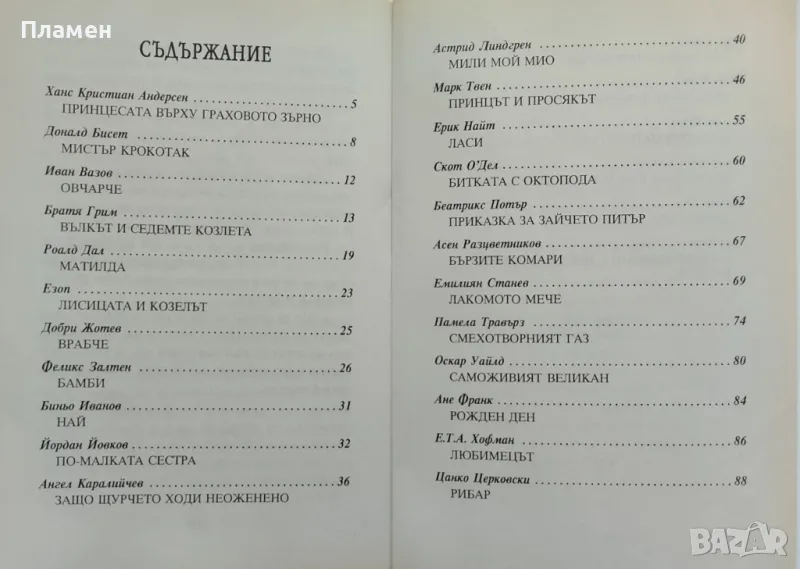 Пламен
СЪДЪРЖАНИЕ
Ханс Кристиан Андерсен 5
ПРИНЦЕСАТА ВЪРХУ ГРАХОВОТО ЗЪРНО
Доналд Бисет 8
МИСТЪР КРОКОТАК
Иван Вазов 12
ОВЧАРЧЕ
Братя Грим 13
ВЪЛКЪТ И СЕДЕМТЕ КОЗЛЕТА
Роалд Дал 19
МАТИЛДА
Езоп 23
ЛИСИЦАТА И КОЗЕЛЪТ
Добри Жотев 25
ВРАБЧЕ
Феликс Залтен 26
БАМБИ
Биньо Иванов 31
НАЙ
Йордан Йовков 32
ПО-МАЛКАТА СЕСТРА
Ангел Каралийчев 36
ЗАЩО ЩУРЧЕТО ХОДИ НЕОЖЕНЕНО
Астрид Линдгрен 40
МИЛИ МОЙ МИО
Марк Твен 46
ПРИНЦЪТ И ПРОСЯКЪТ
Ерик Найт 55
ЛАСИ
Скот О'Дел 60
БИТКАТА С ОКТОПОДА
Беатрикс Потър 62
ПРИКАЗКА ЗА ЗАЙЧЕТО ПИТЪР
Асен Разцветников 67
БЪРЗИТЕ КОМАРИ
Емилиян Станев 69
ЛАКОМОТО МЕЧЕ
Памела Травърз 74
СМЕХОТВОРНИЯТ ГАЗ
Оскар Уайлд 80
САМОЖИВИЯТ ВЕЛИКАН
Ане Франк 84
РОЖДЕН ДЕН
Е.Т.А. Хофман 86
ЛЮБИМЕЦЪТ
Цанко Церковски 88
РИБАР
BAZAR